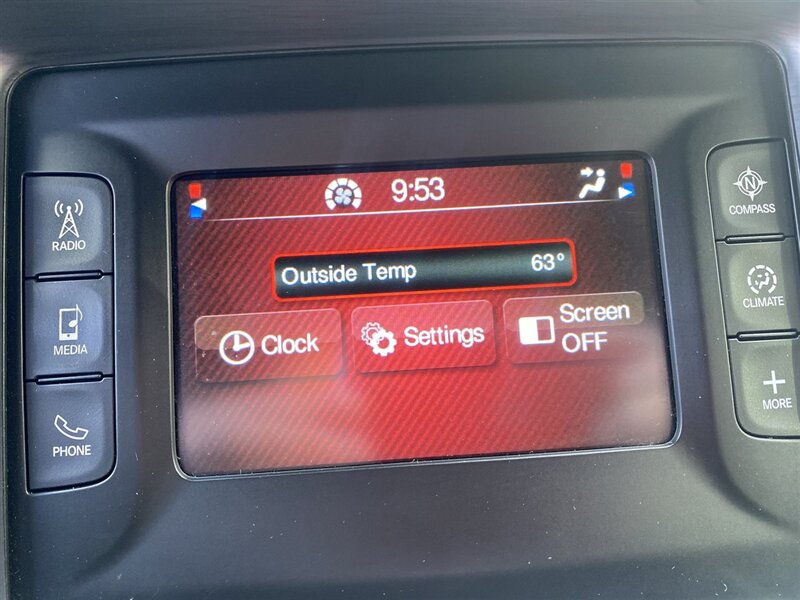 9:53
Outside Temp 63°
Clock
Settings
Screen
OFF
RADIO
MEDIA
PHONE
N
COMPASS
CLIMATE
MORE